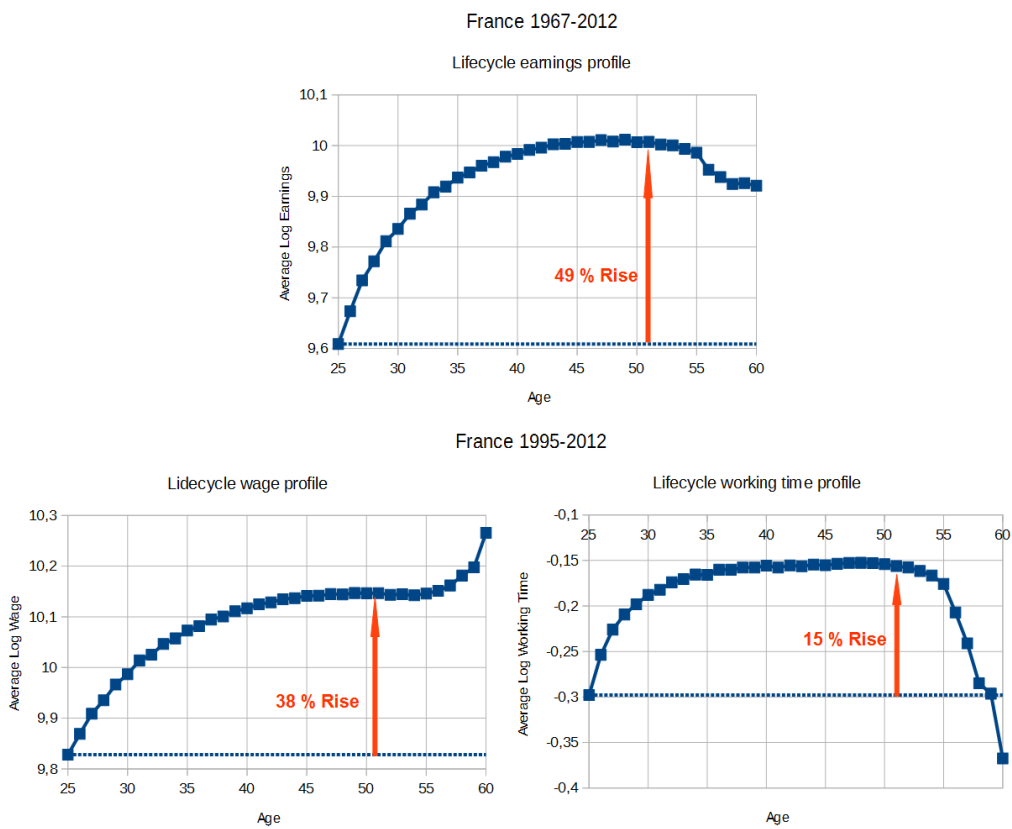 France 1967-2012
Lifecycle earnings profile
10,1
10
9,9
9,8
9,7
9,6
Average Log Earnings
49 % Rise
25 30 35 40 45 50 55 60
Age
France 1995-2012
Lidecycle wage profile
10,3
10,2
10,1
10
9,9
9,8
Average Log Wage
38 % Rise
25 30 35 40 45 50 55 60
Age
Lifecycle working time profile
-0,1
-0,15
-0,2
-0,25
-0,3
-0,35
-0,4
Average Log Working Time
25 30 35 40 45 50 55 60
15 % Rise
Age